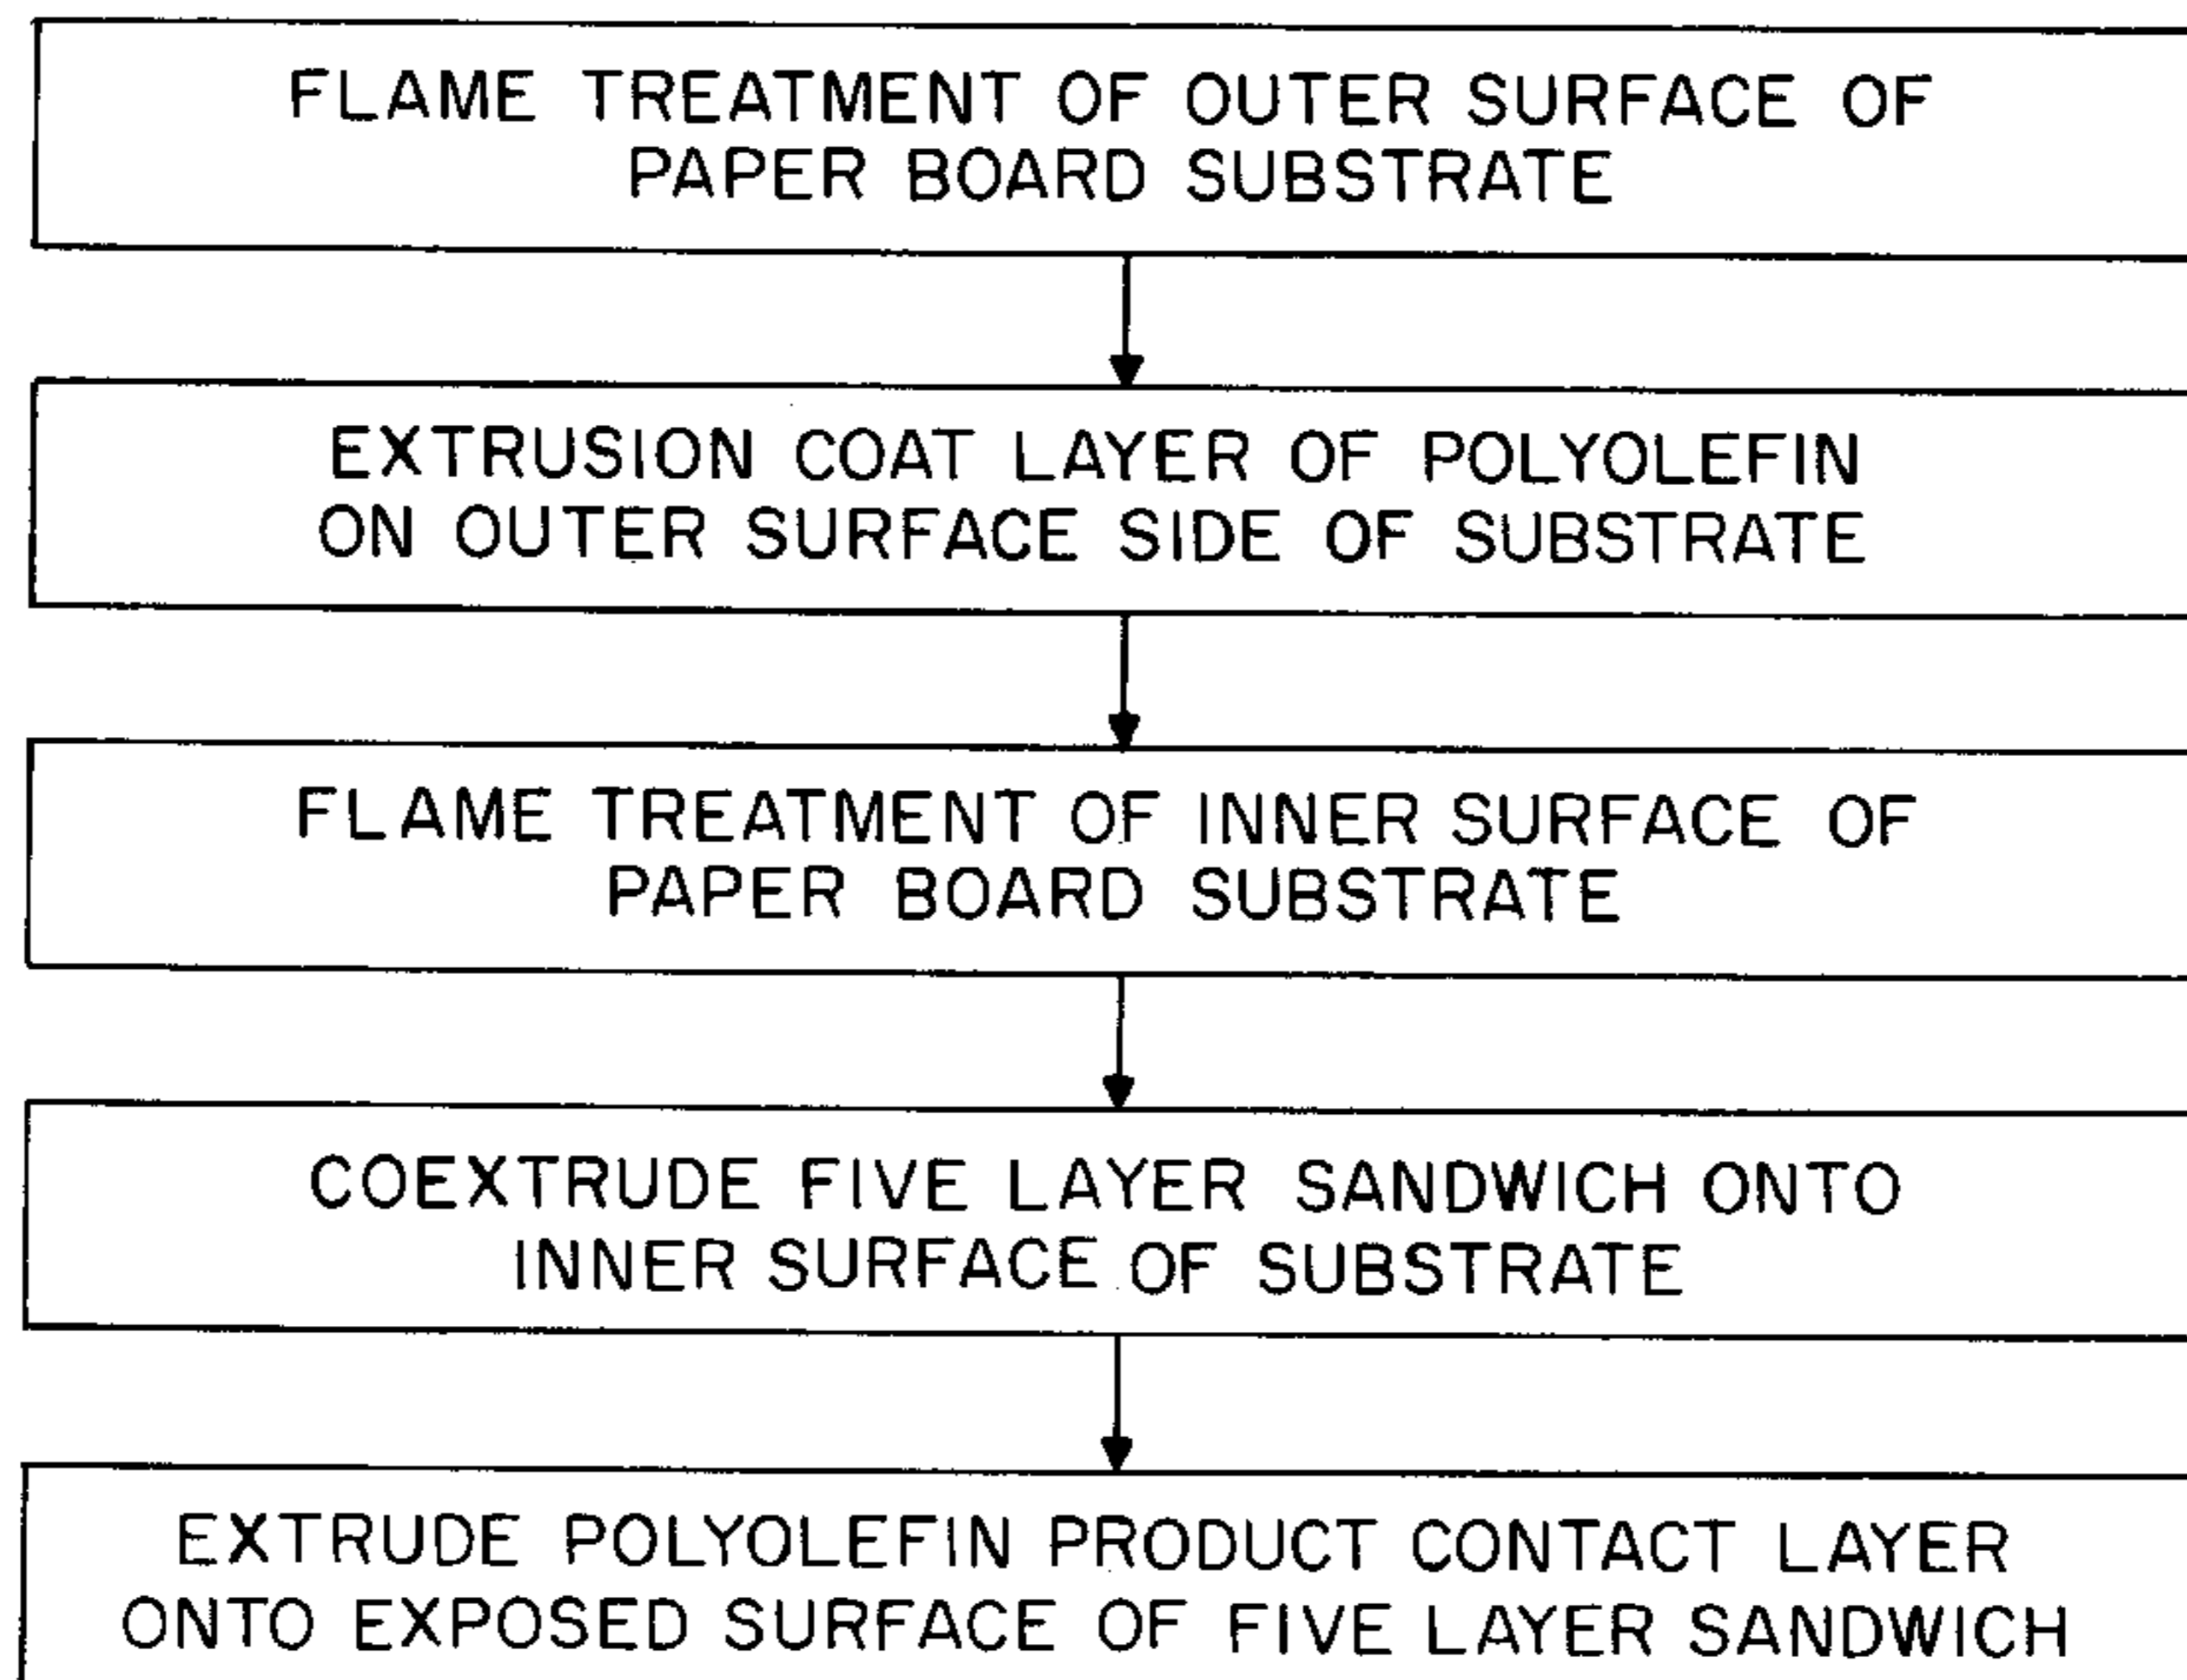 FLAME TREATMENT OF OUTER SURFACE OF
PAPER BOARD SUBSTRATE
EXTRUSION COAT LAYER OF POLYOLEFIN
ON OUTER SURFACE SIDE OF SUBSTRATE
FLAME TREATMENT OF INNER SURFACE OF
PAPER BOARD SUBSTRATE
COEXTRUDE FIVE LAYER SANDWICH ONTO
INNER SURFACE OF SUBSTRATE
EXTRUDE POLYOLEFIN PRODUCT CONTACT LAYER
ONTO EXPOSED SURFACE OF FIVE LAYER SANDWICH